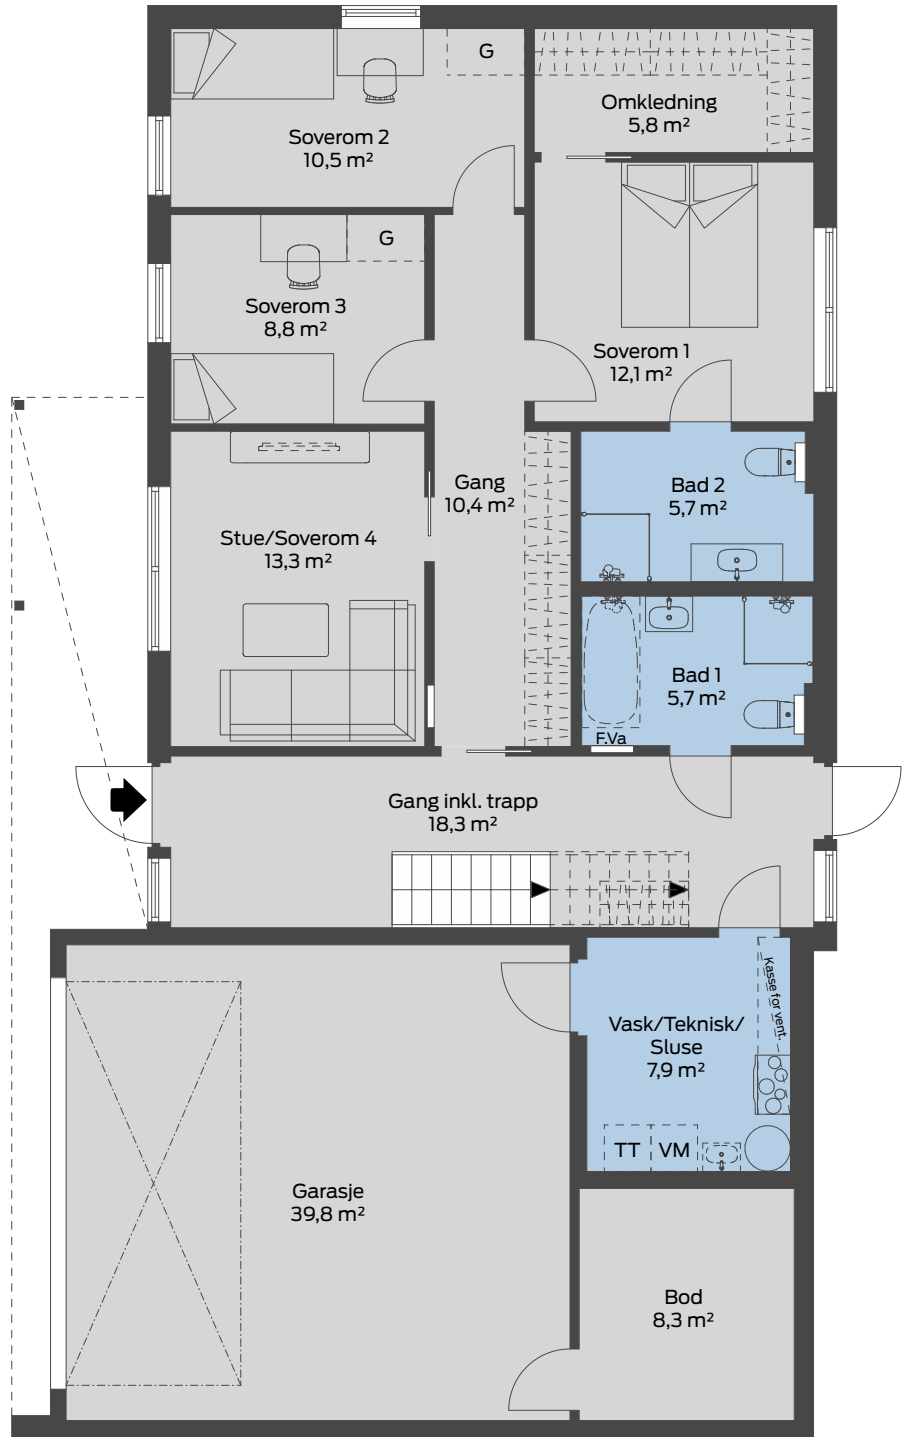 G
Omkledning
5,8 m²
Soverom 2
10,5 m²
G
Soverom 3
8,8 m²
Soverom 1
12,1 m²
Gang
10,4 m²
Bad 2
5,7 m²
Stue/Soverom 4
13,3 m²
Bad 1
5,7 m²
F.Va
Gang inkl. trapp
18,3 m²
Kasse for vent.
Vask/Teknisk/
Sluse
7,9 m²
TT
VM
Garasje
39,8 m²
Bod
8,3 m²